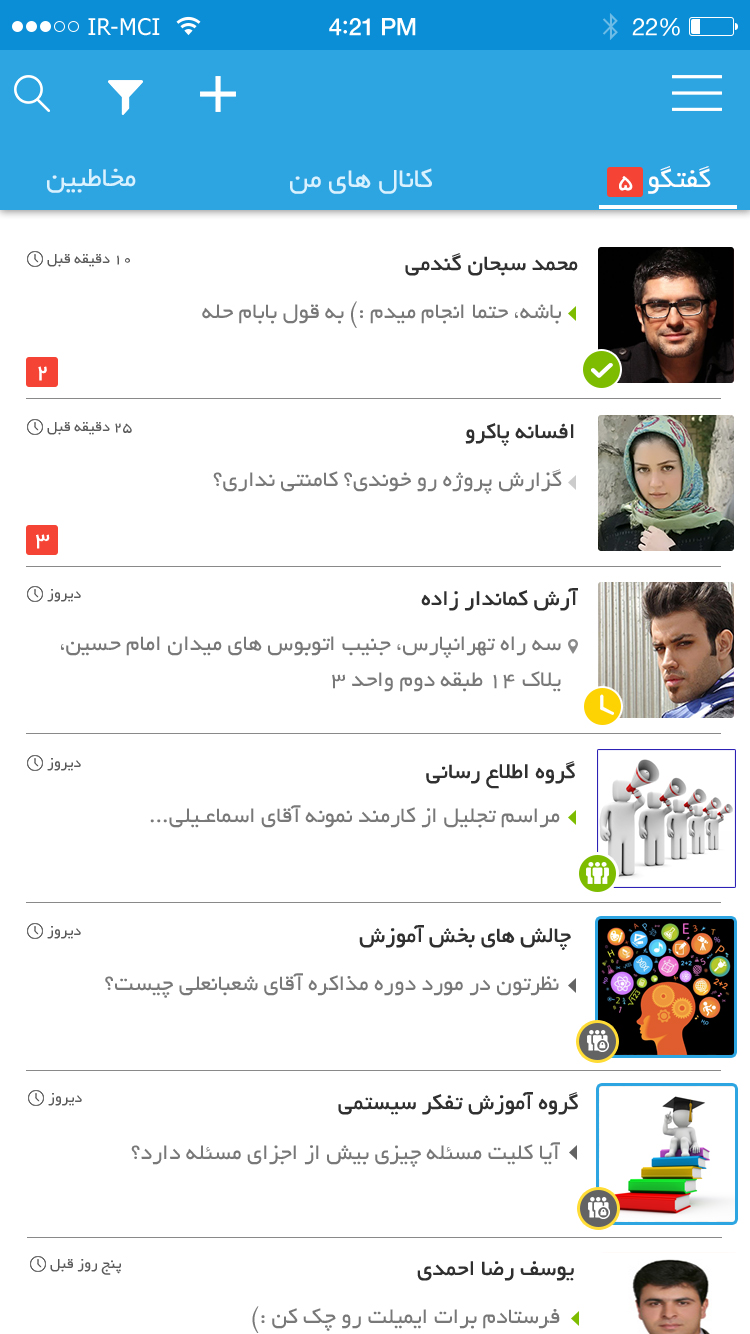 IR-MCI 4:21 PM 22%
گفتگو ۵ کانال های من مخاطبین
محمد سبحان گندمی ۱۰ دقیقه قبل
باشه، حتما انجام میدم :) به قول بابام حله
۲
افسانه پاکرو ۲۵ دقیقه قبل
گزارش پروژه رو خوندی؟ کامنتی نداری؟
۳
آرش کماندار زاده دیروز
سه راه تهرانپارس، جنیب اتوبوس های میدان امام حسین،
پلاک ۱۴ طبقه دوم واحد ۳
گروه اطلاع رسانی دیروز
مراسم تجلیل از کارمند نمونه آقای اسماعیلی...
چالش های بخش آموزش دیروز
نظرتون در مورد دوره مذاکره آقای شعبانعلی چیست؟
گروه آموزش تفکر سیستمی دیروز
آیا کلیت مسئله چیزی بیش از اجزای مسئله دارد؟
یوسف رضا احمدی پنج روز قبل
فرستادم برات ایمیلت رو چک کن :)